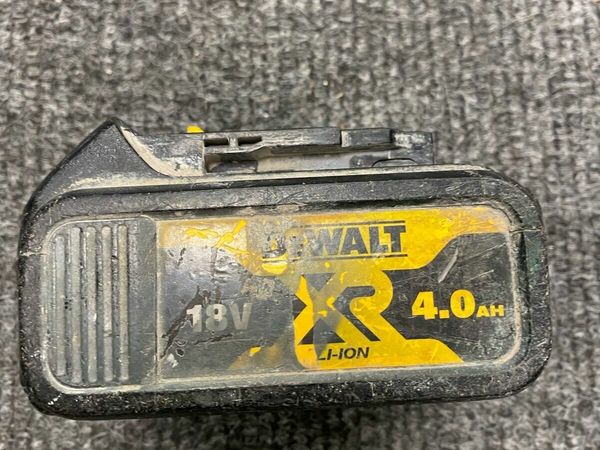 DEWALT
18V XR 4.0AH
LI-ION